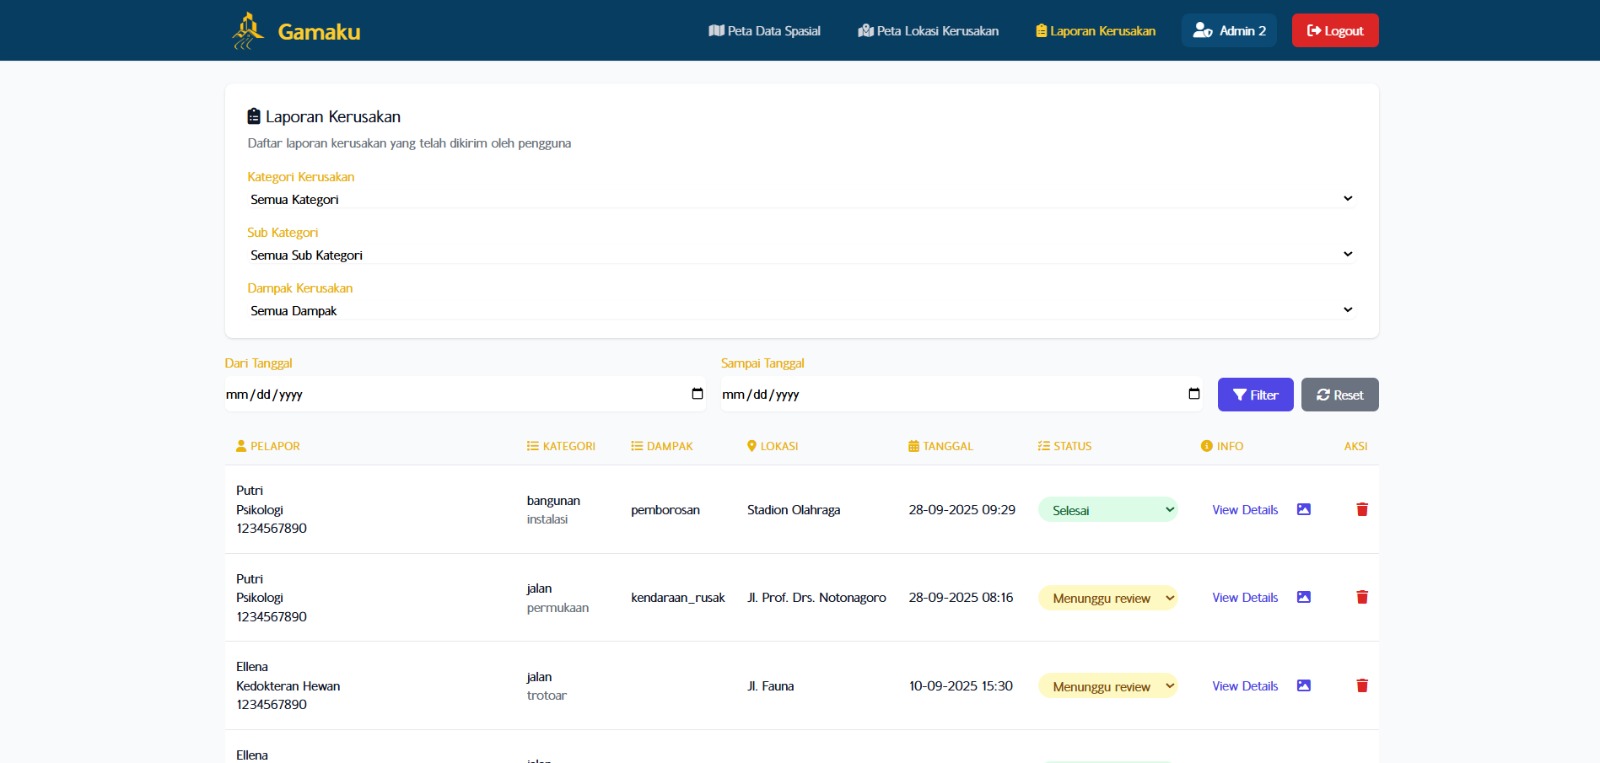 Gamaku
Peta Data Spasial
Peta Lokasi Kerusakan
Laporan Kerusakan
Admin 2
Logout
Laporan Kerusakan
Daftar laporan kerusakan yang telah dikirim oleh pengguna
Kategori Kerusakan
Semua Kategori
Sub Kategori
Semua Sub Kategori
Dampak Kerusakan
Semua Dampak
Dari Tanggal
Sampai Tanggal
mm/dd/yyyy
mm/dd/yyyy
Filter
Reset
PELAPOR KATEGORI DAMPAK LOKASI TANGGAL STATUS INFO AKSI
Putri
Psikologi
1234567890
bangunan
instalasi
pemborosan
Stadion Olahraga
28-09-2025 09:29
Selesai
View Details
Putri
Psikologi
1234567890
jalan
permukaan
kendaraan_rusak
Jl. Prof. Drs. Notonagoro
28-09-2025 08:16
Menunggu review
View Details
Ellena
Kedokteran Hewan
1234567890
jalan
trotoar
Jl. Fauna
10-09-2025 15:30
Menunggu review
View Details
Ellena